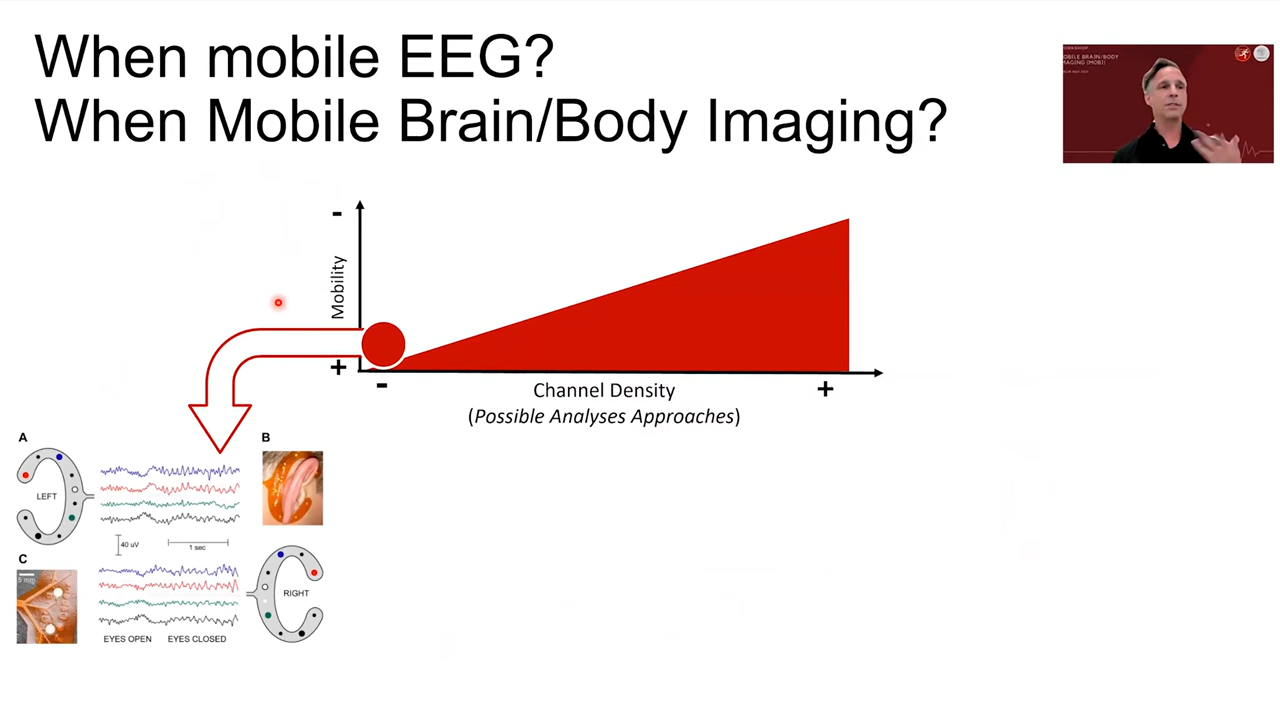 When mobile EEG?
When Mobile Brain/Body Imaging?
WORKSHOP
MOBILE BRAIN/BODY
IMAGING (MOBI)
-
Mobility
+
-
+
Channel Density
(Possible Analyses Approaches)
A
B
LEFT
40 uV
1 sec
C
5 mm
RIGHT
EYES OPEN
EYES CLOSED